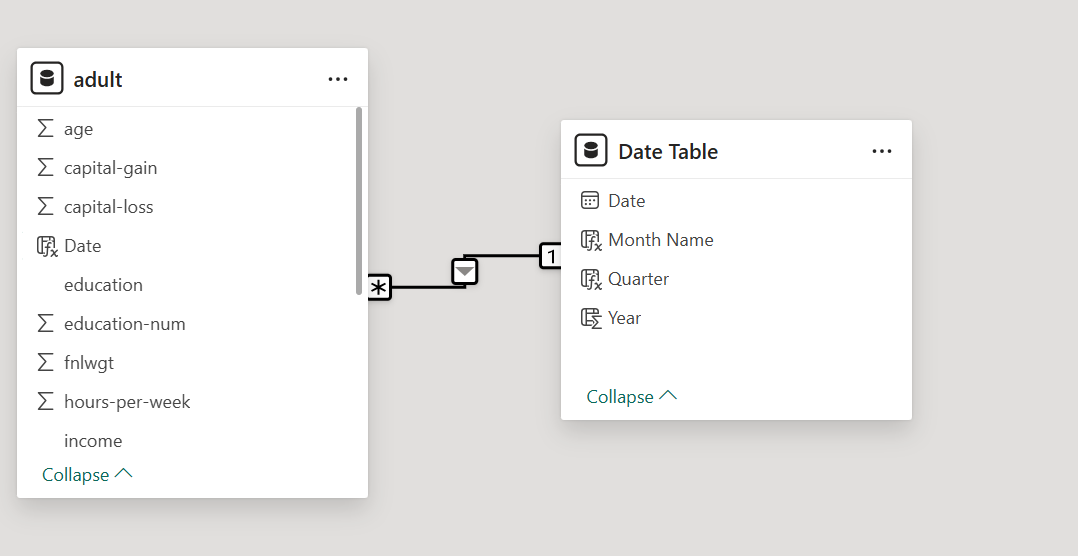 adult
age
capital-gain
capital-loss
Date
education
education-num
fnlwgt
hours-per-week
income
Collapse
*
1
Date Table
Date
Month Name
Quarter
Year
Collapse